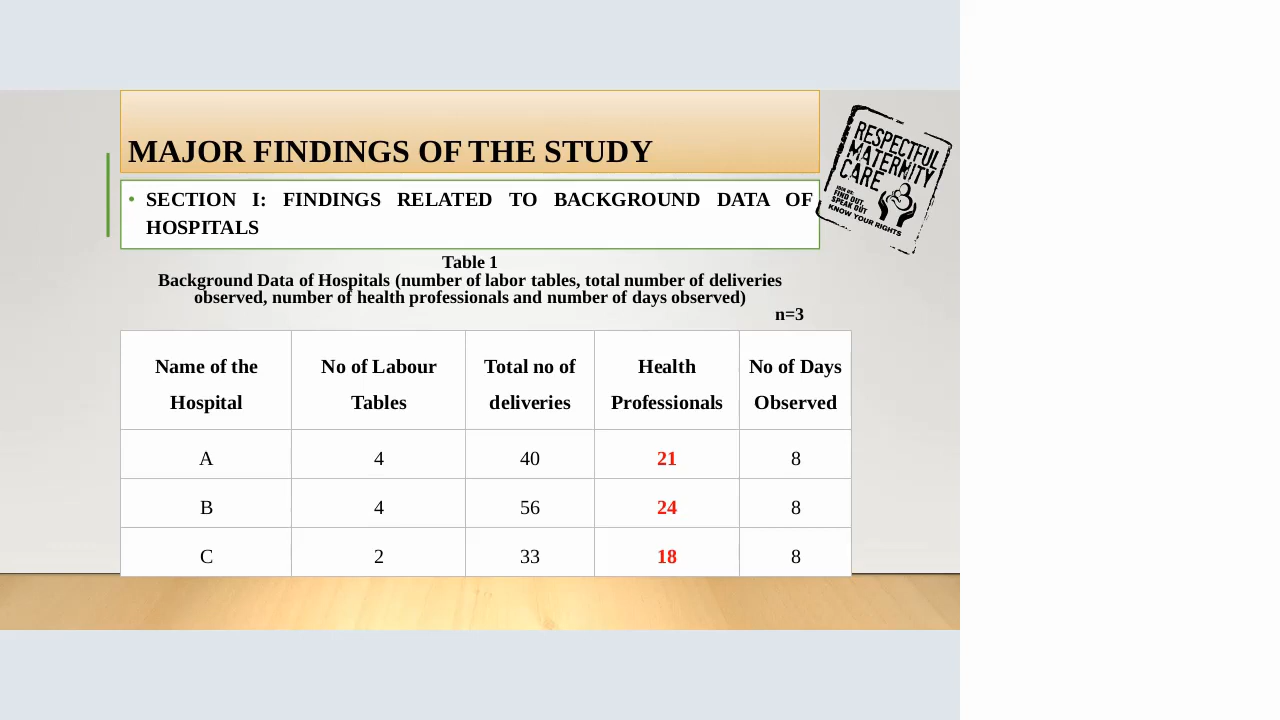 MAJOR FINDINGS OF THE STUDY
RESPECTFUL
MATERNITY
CARE
JOIN US:
FIND OUT
SPEAK OUT
KNOW YOUR RIGHTS
• SECTION I: FINDINGS RELATED TO BACKGROUND DATA OF
HOSPITALS
Table 1
Background Data of Hospitals (number of labor tables, total number of deliveries
observed, number of health professionals and number of days observed)
n=3
Name of the Hospital No of Labour Tables Total no of deliveries Health Professionals No of Days Observed
A 4 40 21 8
B 4 56 24 8
C 2 33 18 8